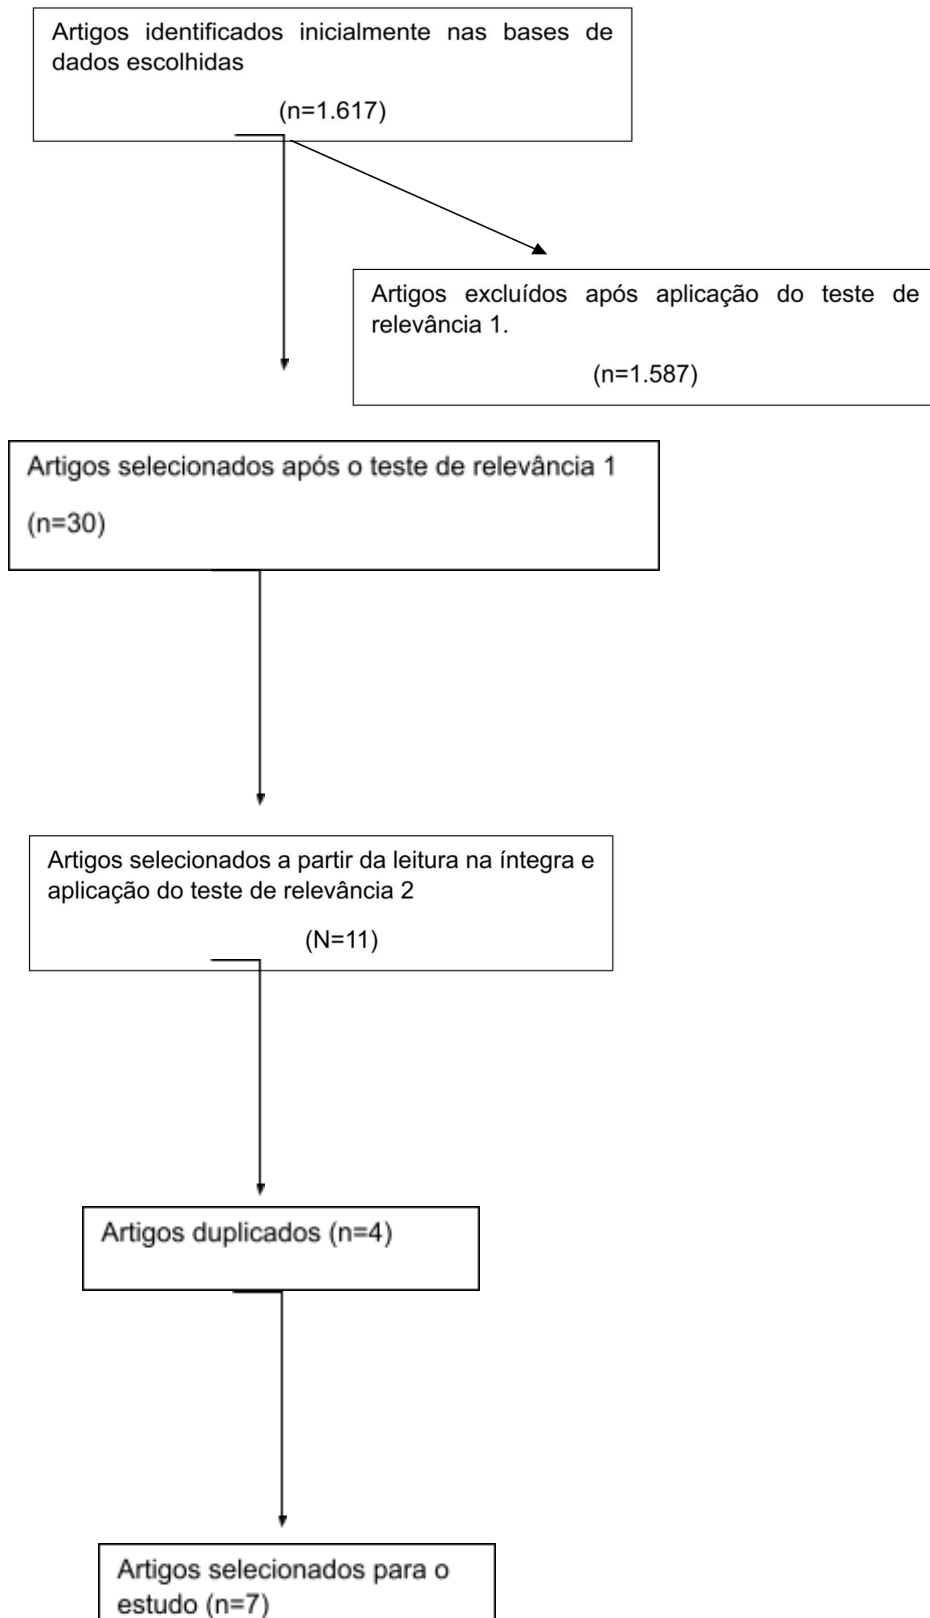 Artigos identificados inicialmente nas bases de
dados escolhidas
(n=1.617)
Artigos excluídos após aplicação do teste de
relevância 1.
(n=1.587)
Artigos selecionados após o teste de relevância 1
(n=30)
Artigos selecionados a partir da leitura na íntegra e
aplicação do teste de relevância 2
(N=11)
Artigos duplicados (n=4)
Artigos selecionados para o
estudo (n=7)